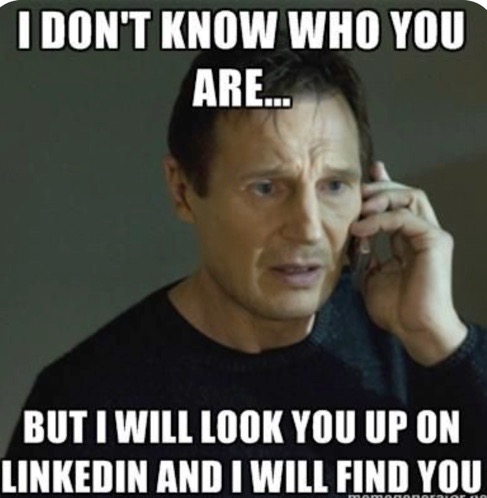 I DON'T KNOW WHO YOU
ARE...
BUT I WILL LOOK YOU UP ON
LINKEDIN AND I WILL FIND YOU